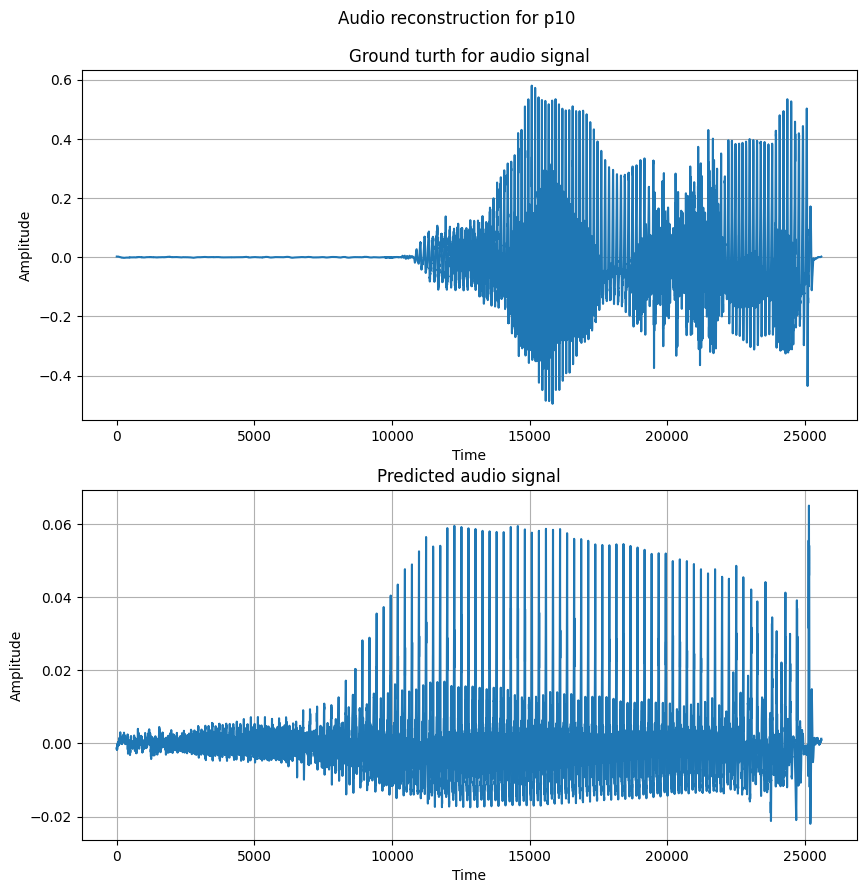 Audio reconstruction for p10
Ground turth for audio signal
0.6
0.4
0.2
0.0
−0.2
−0.4
Amplitude
0 5000 10000 15000 20000 25000
Time
Predicted audio signal
0.06
0.04
0.02
0.00
−0.02
Amplitude
0 5000 10000 15000 20000 25000
Time